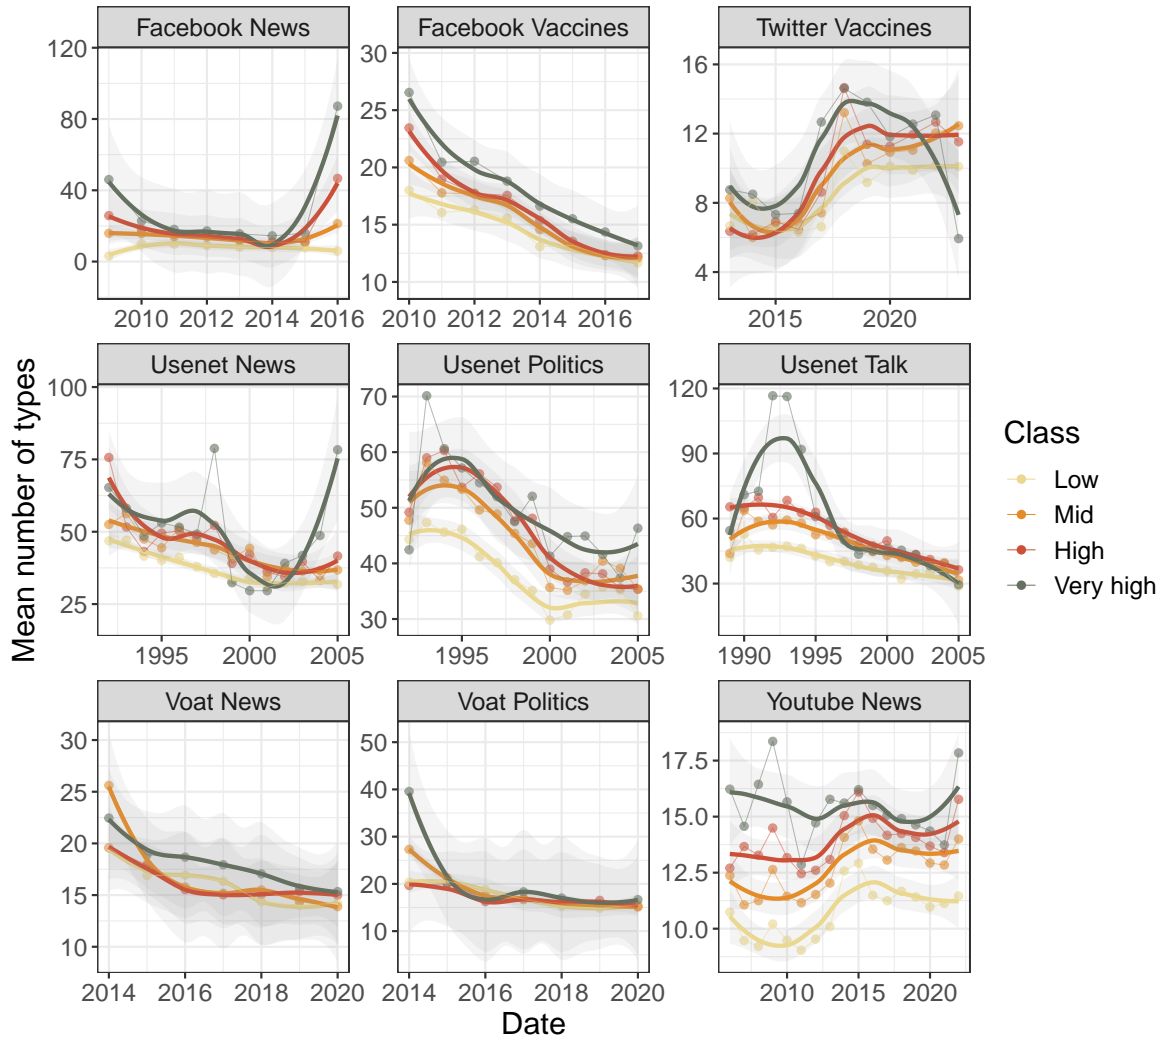 Facebook News
Facebook Vaccines
Twitter Vaccines
120
80
40
0
2010 2012 2014 2016
30
25
20
15
10
2010 2012 2014 2016
16
12
8
4
2015 2020
Usenet News
Usenet Politics
Usenet Talk
100
75
50
25
1995 2000 2005
70
60
50
40
30
1995 2000 2005
120
90
60
30
1990 1995 2000 2005
Voat News
Voat Politics
Youtube News
30
25
20
15
10
2014 2016 2018 2020
50
40
30
20
10
2014 2016 2018 2020
17.5
15.0
12.5
10.0
2010 2015 2020
Mean number of types
Date
Class
Low
Mid
High
Very high